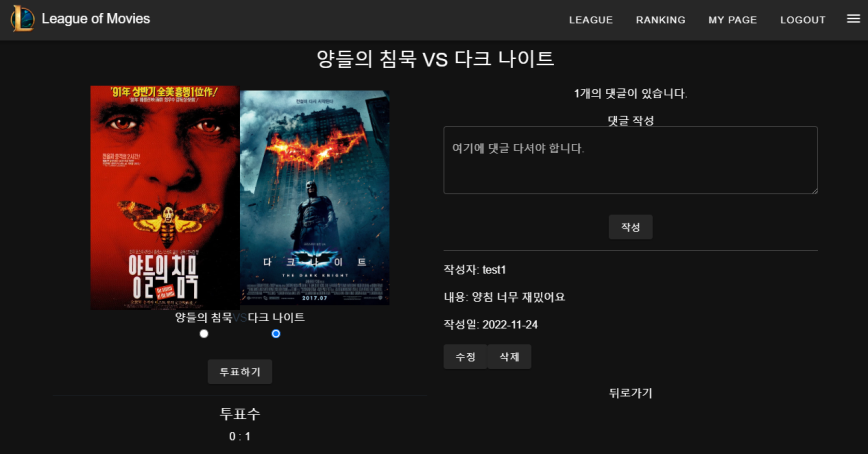 League of Movies
LEAGUE
RANKING
MY PAGE
LOGOUT
양들의 침묵 VS 다크 나이트
'91年 상반기 全美 흥행1位作!
양들의 침묵
다 크 나 이 트
THE DARK KNIGHT
2017.07
양들의 침묵 VS 다크 나이트
투표하기
투표수
0 : 1
1개의 댓글이 있습니다.
댓글 작성
여기에 댓글 다셔야 합니다.
작성
작성자: test1
내용: 양침 너무 재밌어요
작성일: 2022-11-24
수정
삭제
뒤로가기